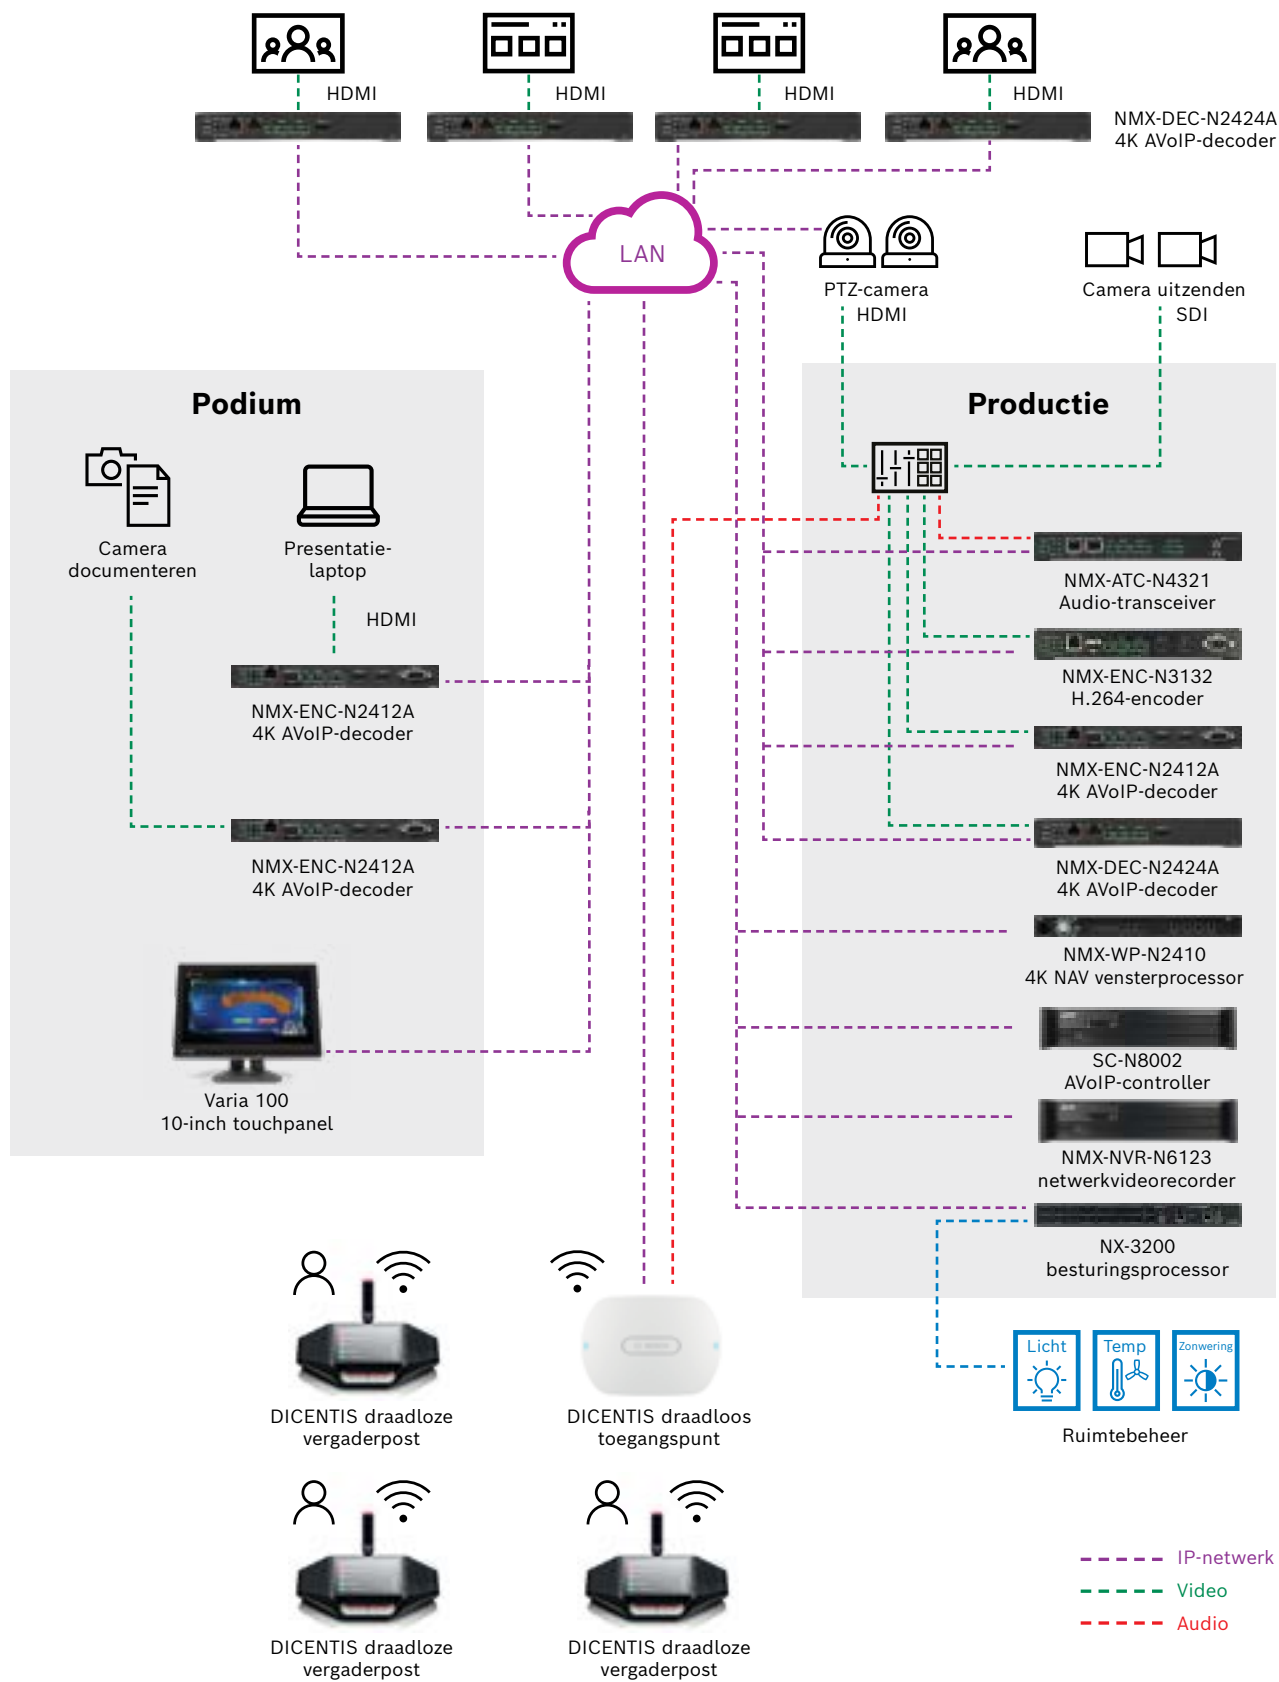 HDMI
HDMI
HDMI
HDMI
NMX-DEC-N2424A
4K AVoIP-decoder
LAN
PTZ-camera
HDMI
Camera uitzenden
SDI
Podium
Camera
documenteren
Presentatie-
laptop
HDMI
NMX-ENC-N2412A
4K AVoIP-decoder
NMX-ENC-N2412A
4K AVoIP-decoder
Varia 100
10-inch touchpanel
Productie
NMX-ATC-N4321
Audio-transceiver
NMX-ENC-N3132
H.264-encoder
NMX-ENC-N2412A
4K AVoIP-decoder
NMX-DEC-N2424A
4K AVoIP-decoder
NMX-WP-N2410
4K NAV vensterprocessor
SC-N8002
AVoIP-controller
NMX-NVR-N6123
netwerkvideorecorder
NX-3200
besturingsprocessor
Licht
Temp
Zonwering
Ruimtebeheer
DICENTIS draadloze
vergaderpost
DICENTIS draadloos
toegangspunt
DICENTIS draadloze
vergaderpost
DICENTIS draadloze
vergaderpost
IP-netwerk
Video
Audio